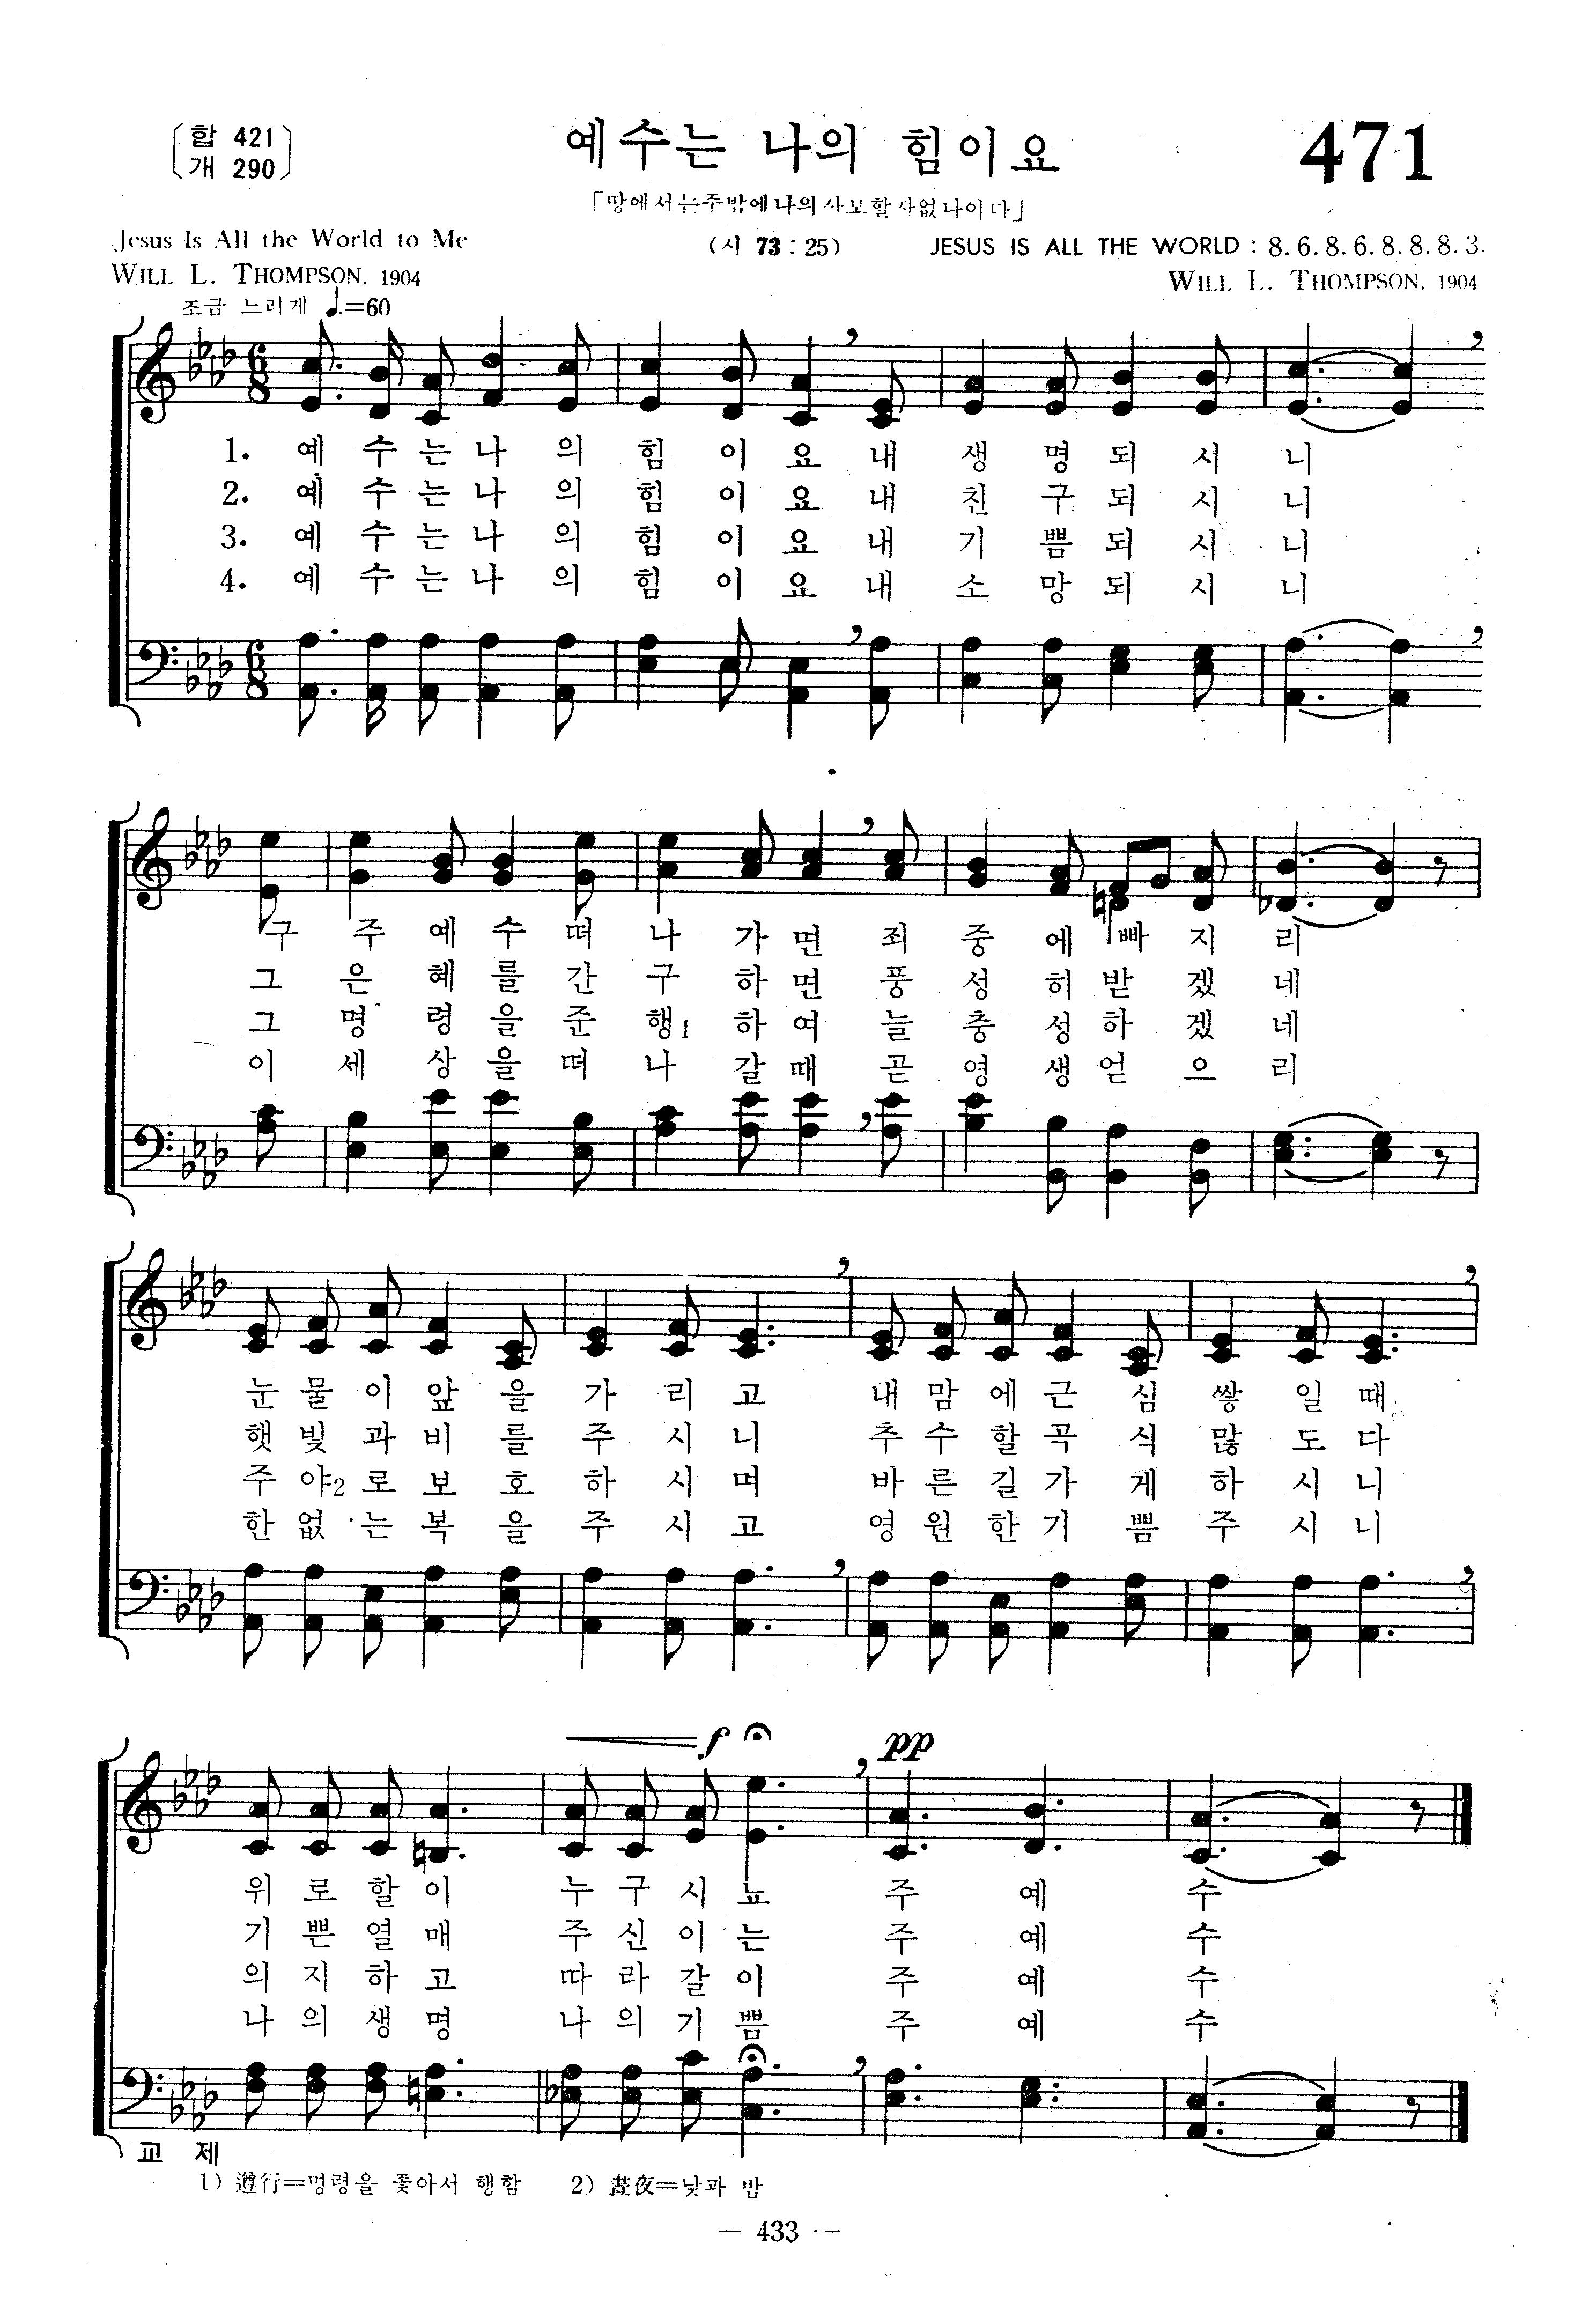 합 421
개 290
예수는 나의 힘이요
471
「땅에서는주밖에나의사모할자없나이다」
Jesus Is All the World to Me
(시 73 : 25)
JESUS IS ALL THE WORLD : 8. 6. 8. 6. 8. 8. 8. 3.
WILL L. THOMPSON. 1904
WILL L. THOMPSON, 1904
조금 느리게 ♩.=60
1. 예 수 는 나 의 힘 이 요 내 생 명 되 시 니
2. 예 수 는 나 의 힘 이 요 내 친 구 되 시 니
3. 예 수 는 나 의 힘 이 요 내 기 쁨 되 시 니
4. 예 수 는 나 의 힘 이 요 내 소 망 되 시 니
구 주 예 수 떠 나 가 면 죄 중 에 빠 지 리
그 은 혜 를 간 구 하 면 풍 성 히 받 겠 네
그 명 령 을 준 행1 하 여 늘 충 성 하 겠 네
이 세 상 을 떠 나 갈 때 곧 영 생 얻 으 리
눈 물 이 앞 을 가 리 고 내 맘 에 근 심 쌓 일 때
햇 빛 과 비 를 주 시 니 추 수 할 곡 식 많 도 다
주 야2 로 보 호 하 시 며 바 른 길 가 게 하 시 니
한 없 는 복 을 주 시 고 영 원 한 기 쁨 주 시 니
f
pp
위 로 할 이 누 구 시 뇨 주 예 수
기 쁜 열 매 주 신 이 는 주 예 수
의 지 하 고 따 라 갈 이 주 예 수
나 의 생 명 나 의 기 쁨 주 예 수
교 제
1) 遵行=명령을 좇아서 행함 2) 晝夜=낮과 밤
— 433 —